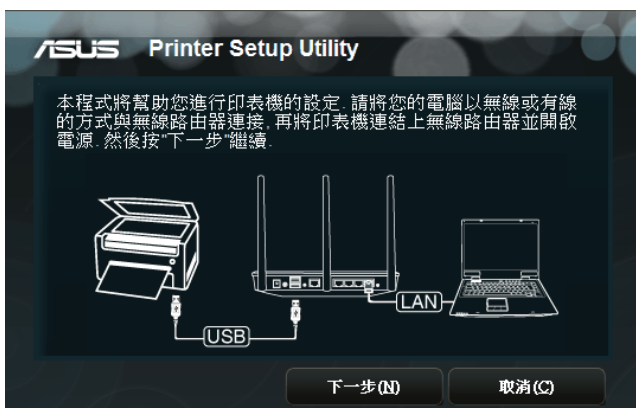 ASUS Printer Setup Utility
本程式將幫助您進行印表機的設定. 請將您的電腦以無線或有線
的方式與無線路由器連接, 再將印表機連結上無線路由器並開啟
電源. 然後按"下一步"繼續.
LAN
USB
下一步(N)
取消(C)